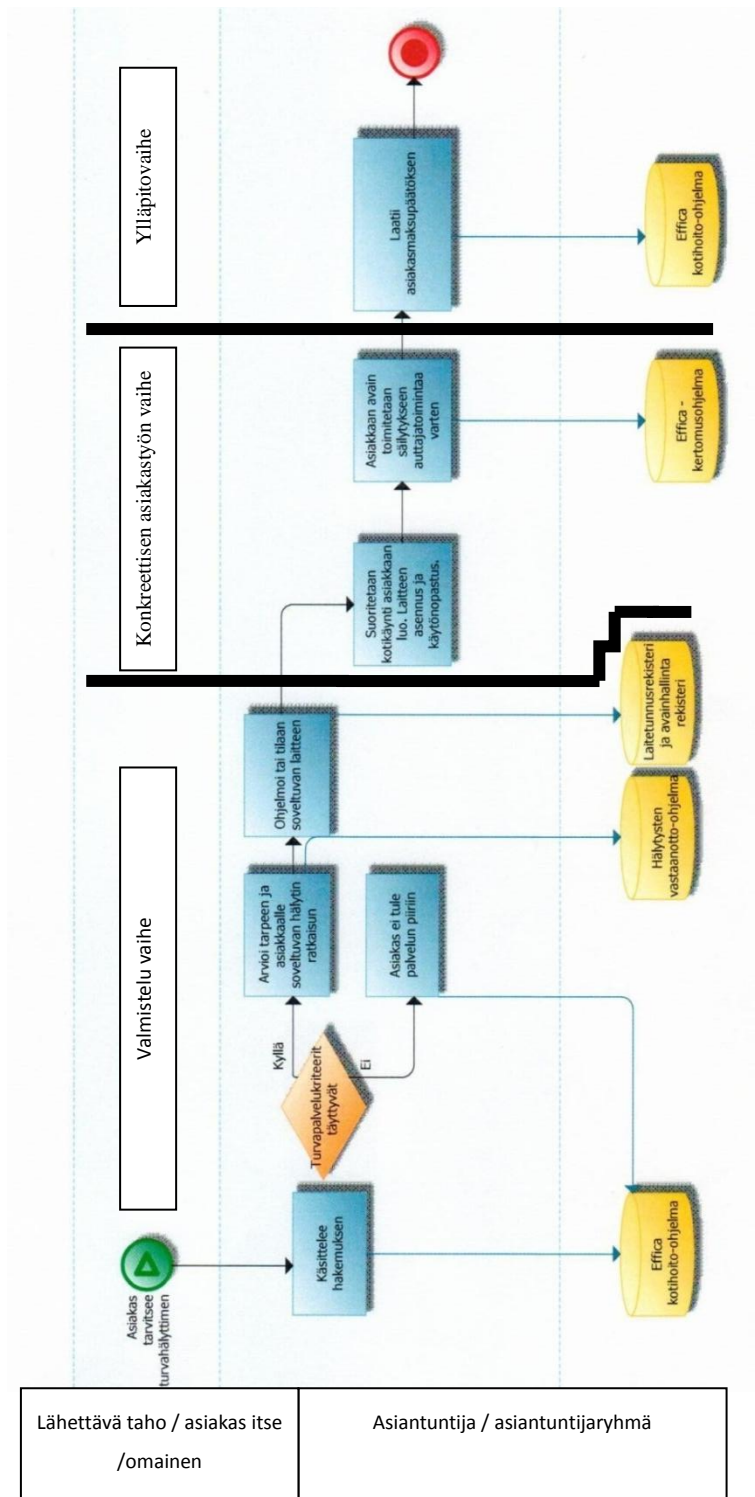 Asiakas
tarvitsee
turvahälyttimen
Valmistelu vaihe
Konkreettisen asiakastyön vaihe
Ylläpitovaihe
Käsittelee
hakemuksen
Turvapalvelukriteerit
täyttyvät
Kyllä
Ei
Arvioi tarpeen ja
asiakkaalle
soveltuvan hälytin
ratkaisun
Asiakas ei tule
palvelun piiriin
Ohjelmoi tai tilaan
soveltuvan laitteen
Suoritetaan
kotikäynti asiakkaan
luo. Laitteen
asennus ja
käytönopastus.
Asiakkaan avain
toimitetaan
säilytykseen
auttajatoimintaa
varten
Laatii
asiakasmaksupäätöksen
Effica
kotihoito-ohjelma
Hälytysten
vastaanotto-ohjelma
Laitetunnusrekisteri
ja avainhallinta
rekisteri
Effica -
kertomusohjelma
Effica
kotihoito-ohjelma
Lähettävä taho / asiakas itse
/omainen
Asiantuntija / asiantuntijaryhmä